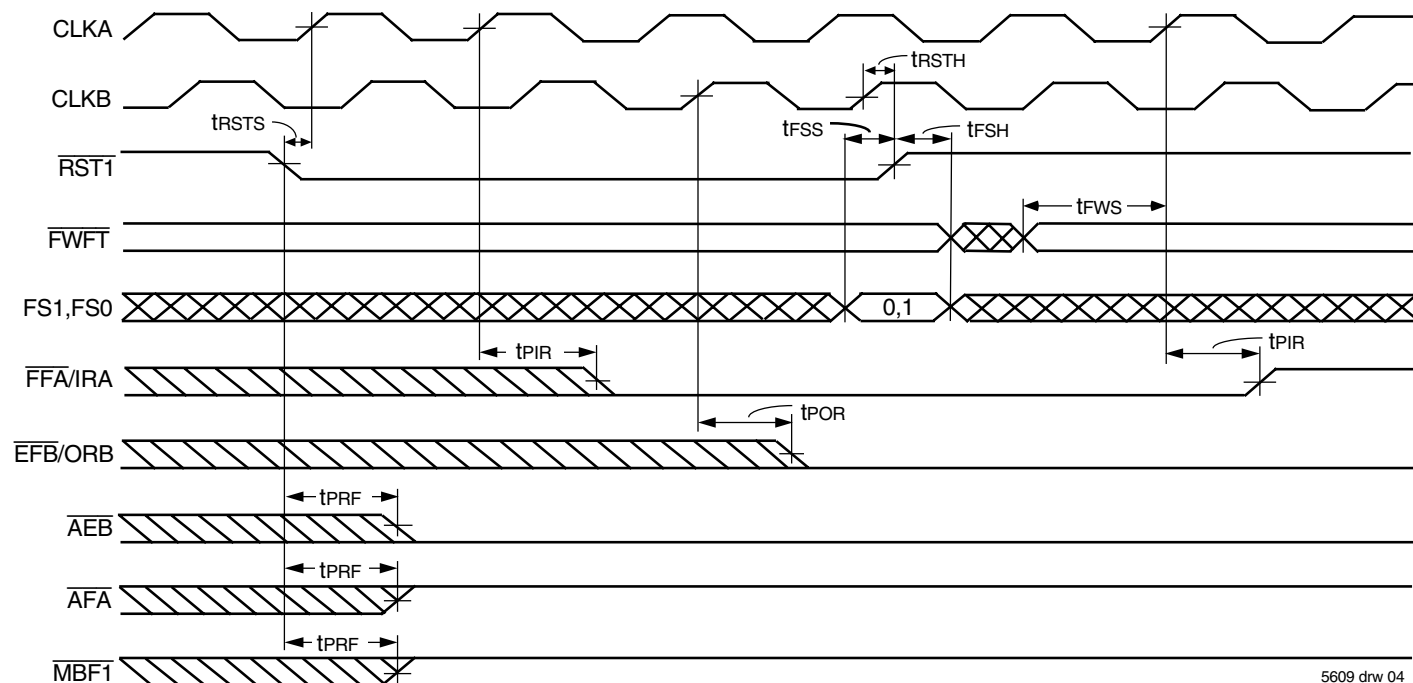 CLKA
tRSTH
CLKB
tRSTS
tFSS
tFSH
RST1
tFWS
FWFT
FS1,FS0
0,1
tPIR
tPIR
FFA/IRA
tPOR
EFB/ORB
tPRF
AEB
tPRF
AFA
tPRF
MBF1
5609 drw 04